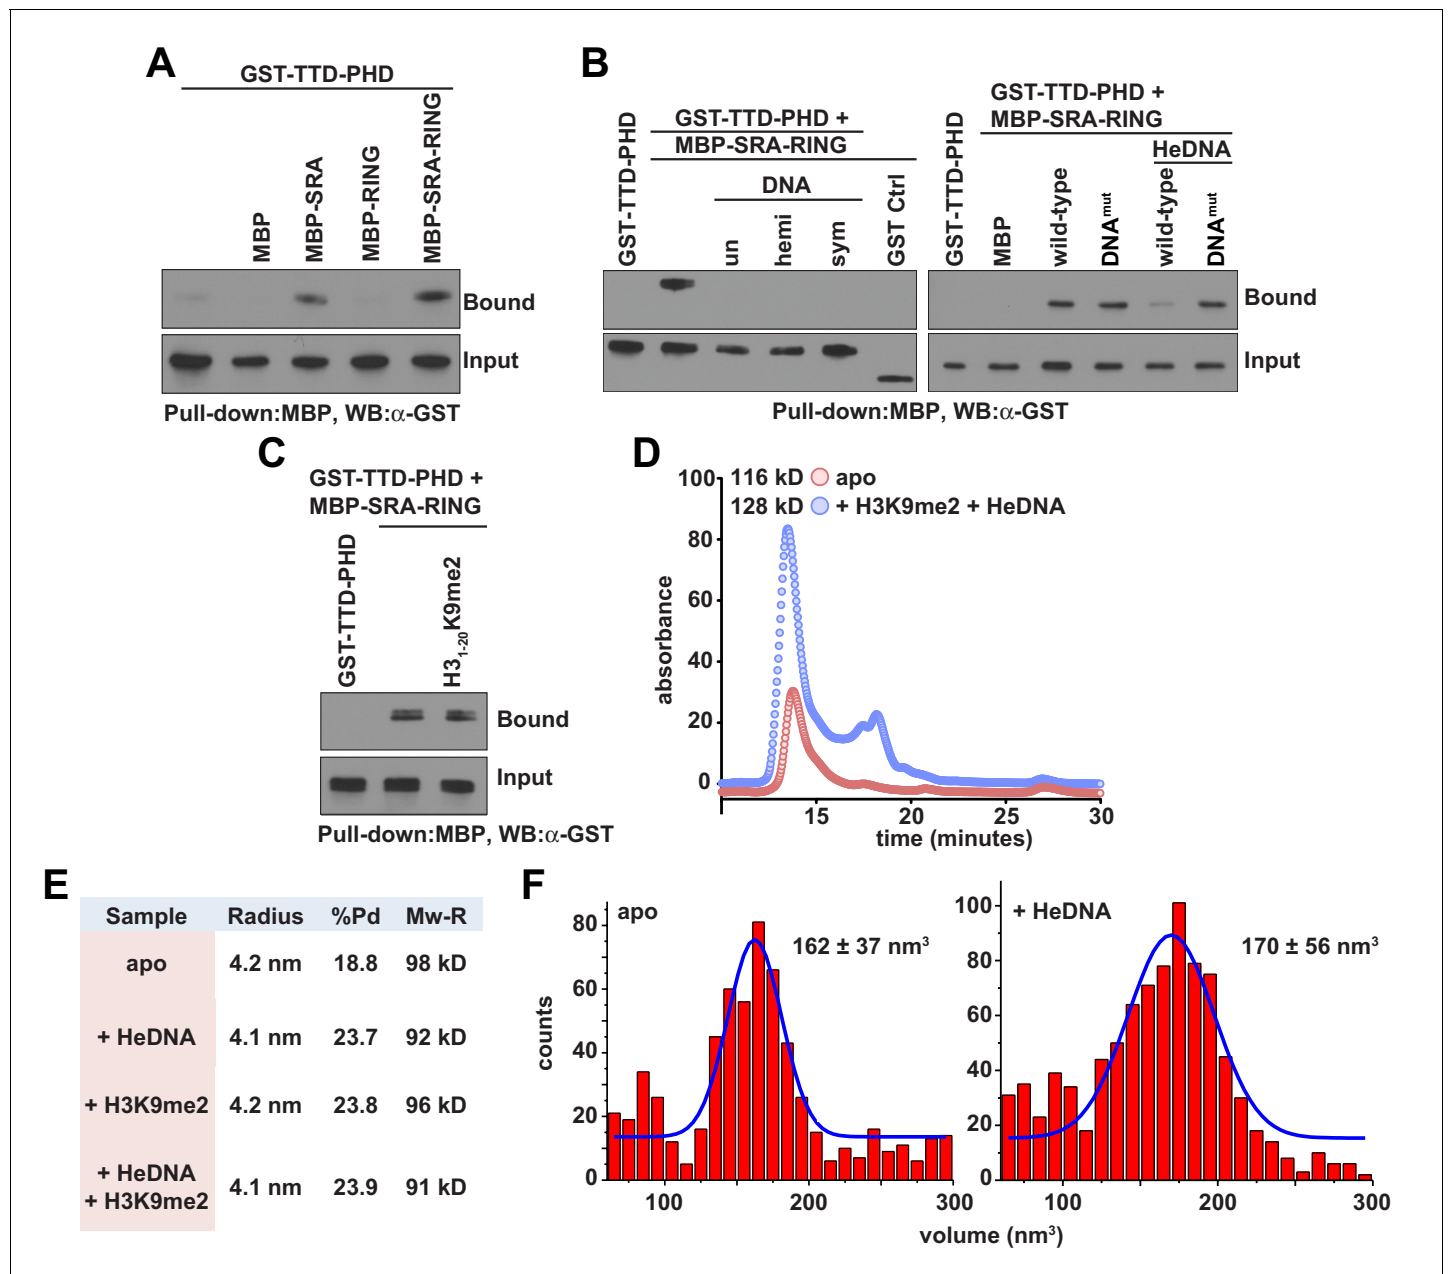 A
GST-TTD-PHD
MBP
MBP-SRA
MBP-RING
MBP-SRA-RING
Bound
Input
Pull-down:MBP, WB:α-GST
B
GST-TTD-PHD
GST-TTD-PHD +
MBP-SRA-RING
DNA
un
hemi
sym
GST Ctrl
GST-TTD-PHD
GST-TTD-PHD +
MBP-SRA-RING
HeDNA
MBP
wild-type
DNAmut
wild-type
DNAmut
Bound
Input
Pull-down:MBP, WB:α-GST
C
GST-TTD-PHD +
MBP-SRA-RING
GST-TTD-PHD
H31-20K9me2
Bound
Input
Pull-down:MBP, WB:α-GST
D
116 kD apo
128 kD + H3K9me2 + HeDNA
absorbance
100
80
60
40
20
0
15 20 25 30
time (minutes)
E
Sample Radius %Pd Mw-R
apo 4.2 nm 18.8 98 kD
+ HeDNA 4.1 nm 23.7 92 kD
+ H3K9me2 4.2 nm 23.8 96 kD
+ HeDNA
+ H3K9me2 4.1 nm 23.9 91 kD
F
apo
162 ± 37 nm³
counts
80
60
40
20
0
100 200 300
+ HeDNA
170 ± 56 nm³
100
80
60
40
20
0
100 200 300
volume (nm³)